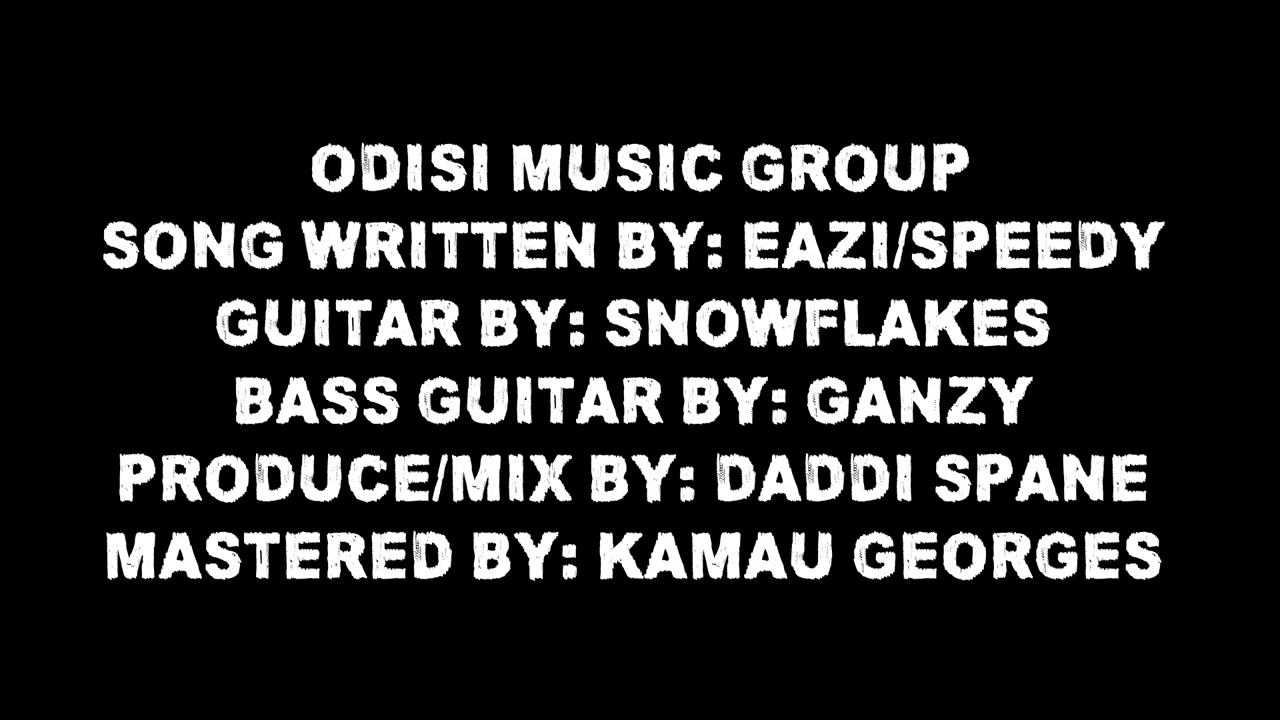 ODISI MUSIC GROUP
SONG WRITTEN BY: EAZI/SPEEDY
GUITAR BY: SNOWFLAKES
BASS GUITAR BY: GANZY
PRODUCE/MIX BY: DADDI SPANE
MASTERED BY: KAMAU GEORGES